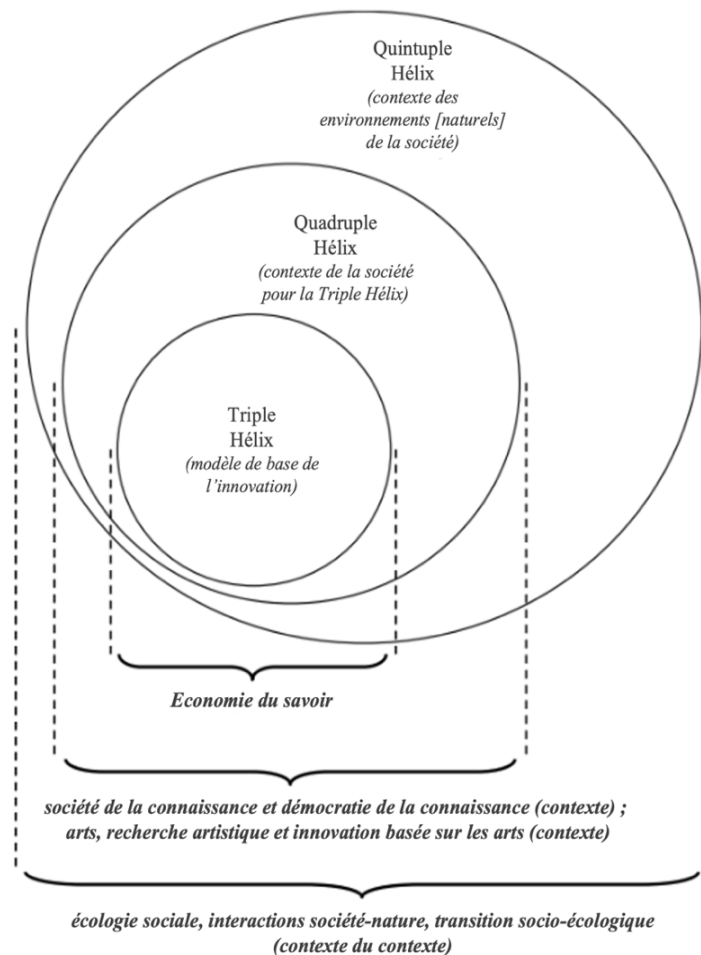 Quintuple
Hélix
(contexte des
environnements [naturels]
de la société)
Quadruple
Hélix
(contexte de la société
pour la Triple Hélix)
Triple
Hélix
(modèle de base de
l’innovation)
Economie du savoir
société de la connaissance et démocratie de la connaissance (contexte) ;
arts, recherche artistique et innovation basée sur les arts (contexte)
écologie sociale, interactions société-nature, transition socio-écologique
(contexte du contexte)